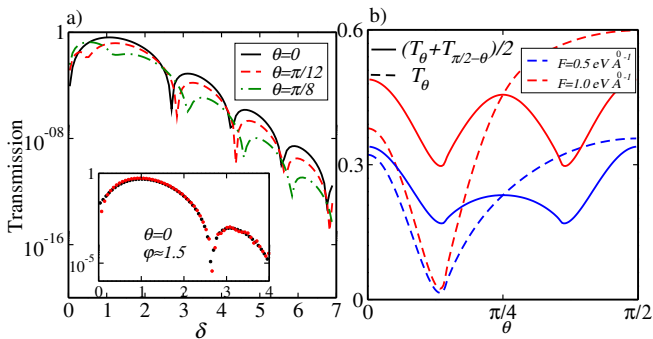 a)
Transmission
1
10^-08
10^-16
θ=0
θ=π/12
θ=π/8
1
10^-5
θ=0
φ≈1.5
0 1 2 3 4
0 1 2 3 4 5 6 7
δ
b)
0.6
0.3
0
(T_θ+T_π/2-θ)/2
T_θ
F=0.5 eV A^0 -1
F=1.0 eV A^0 -1
0 π/4 π/2
θ